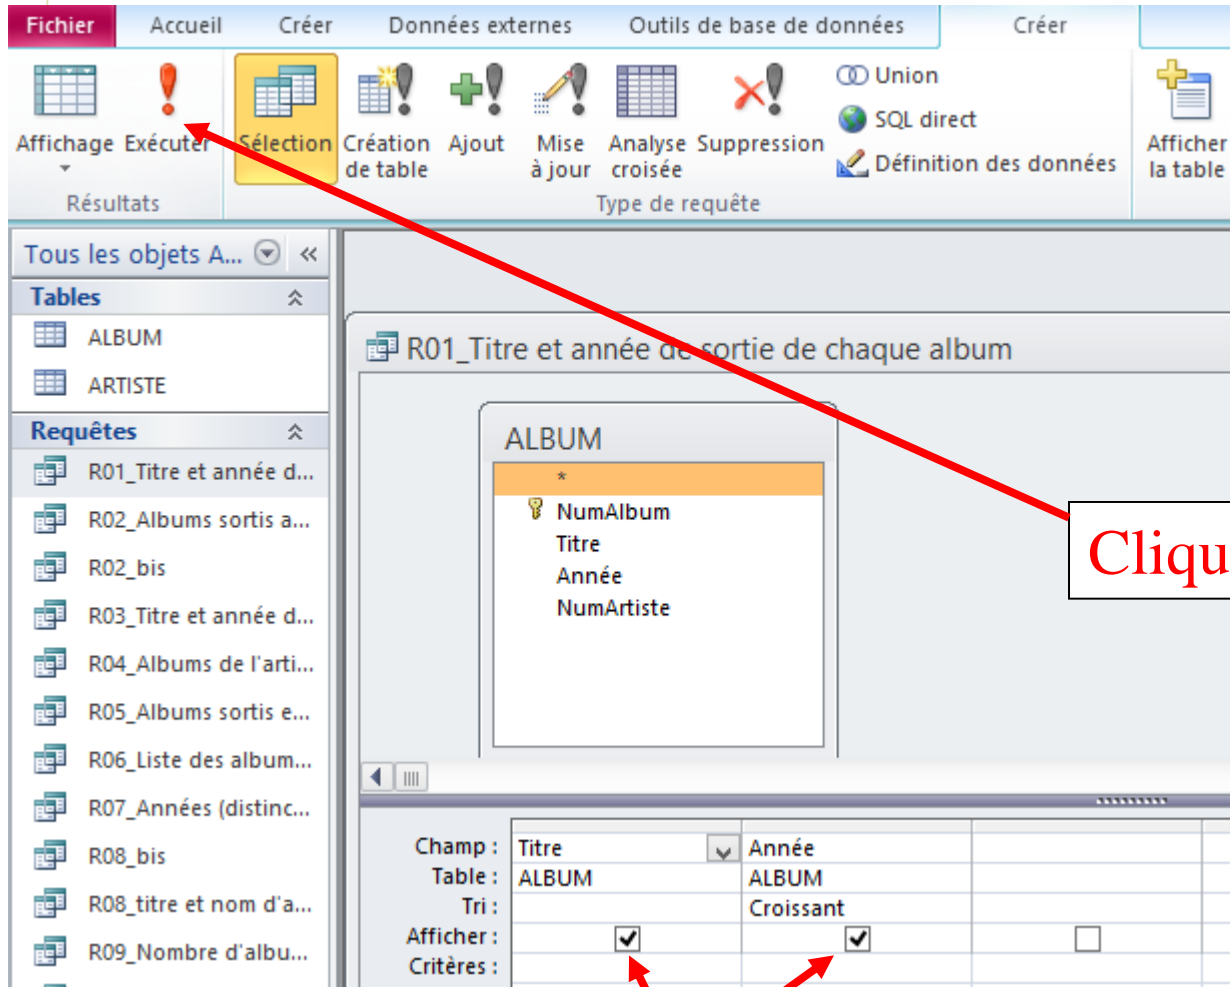 Fichier Accueil Créer Données externes Outils de base de données Créer
Affichage Exécuter Sélection Création de table Ajout Mise à jour Analyse croisée Suppression
Union
SQL direct
Définition des données
Afficher la table
Résultats Type de requête
Tous les objets A... «
Tables
ALBUM
ARTISTE
Requêtes
R01_Titre et année d...
R02_Albums sortis a...
R02_bis
R03_Titre et année d...
R04_Albums de l'arti...
R05_Albums sortis e...
R06_Liste des album...
R07_Années (distinc...
R08_bis
R08_titre et nom d'a...
R09_Nombre d'albu...
R01_Titre et année de sortie de chaque album
ALBUM
*
NumAlbum
Titre
Année
NumArtiste
Cliqu
Champ : Titre Année
Table : ALBUM ALBUM
Tri : Croissant
Afficher :
Critères :